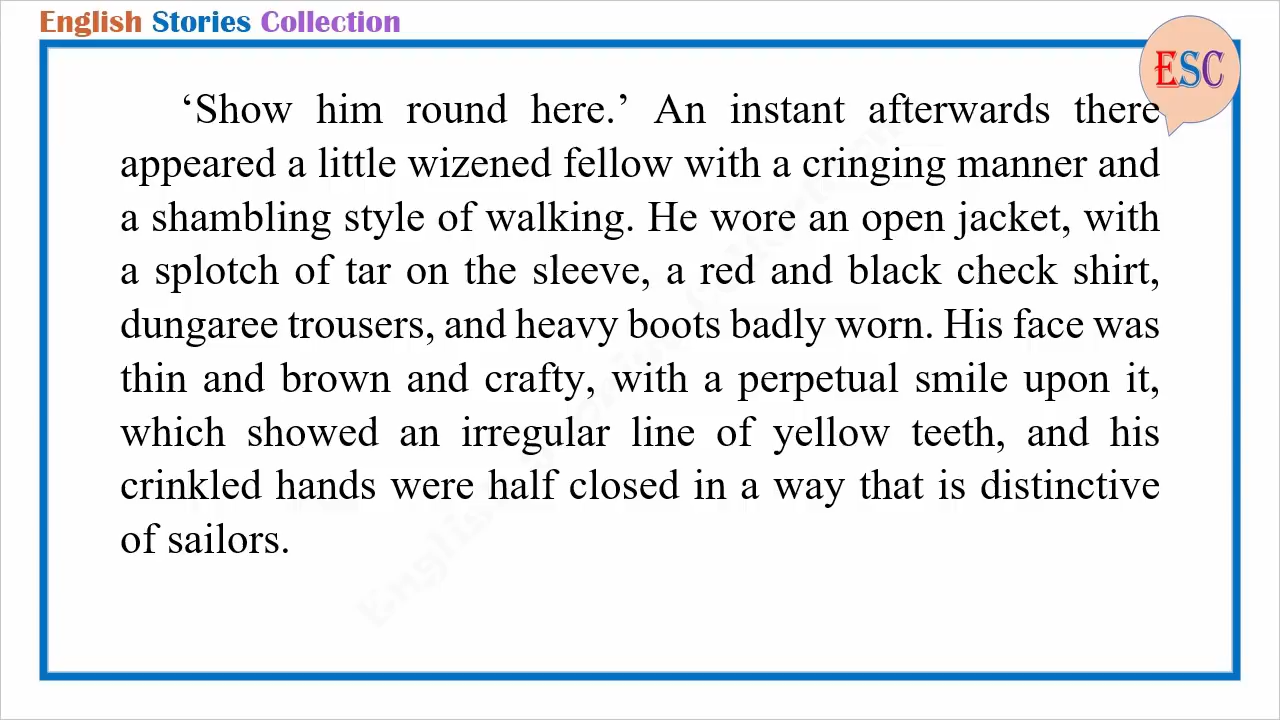 English Stories Collection
ESC
‘Show him round here.’ An instant afterwards there
appeared a little wizened fellow with a cringing manner and
a shambling style of walking. He wore an open jacket, with
a splotch of tar on the sleeve, a red and black check shirt,
dungaree trousers, and heavy boots badly worn. His face was
thin and brown and crafty, with a perpetual smile upon it,
which showed an irregular line of yellow teeth, and his
crinkled hands were half closed in a way that is distinctive
of sailors.